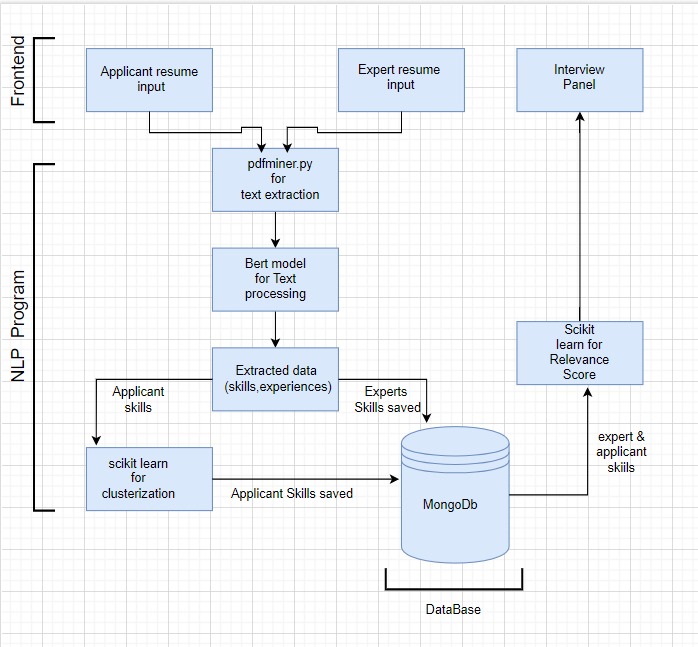 Frontend
Applicant resume
input
Expert resume
input
Interview
Panel
NLP Program
pdfminer.py
for
text extraction
Bert model
for Text
processing
Extracted data
(skills,experiences)
Applicant
skills
Experts
Skills saved
scikit learn
for
clusterization
Applicant Skills saved
MongoDb
DataBase
expert &
applicant
skills
Scikit
learn for
Relevance
Score